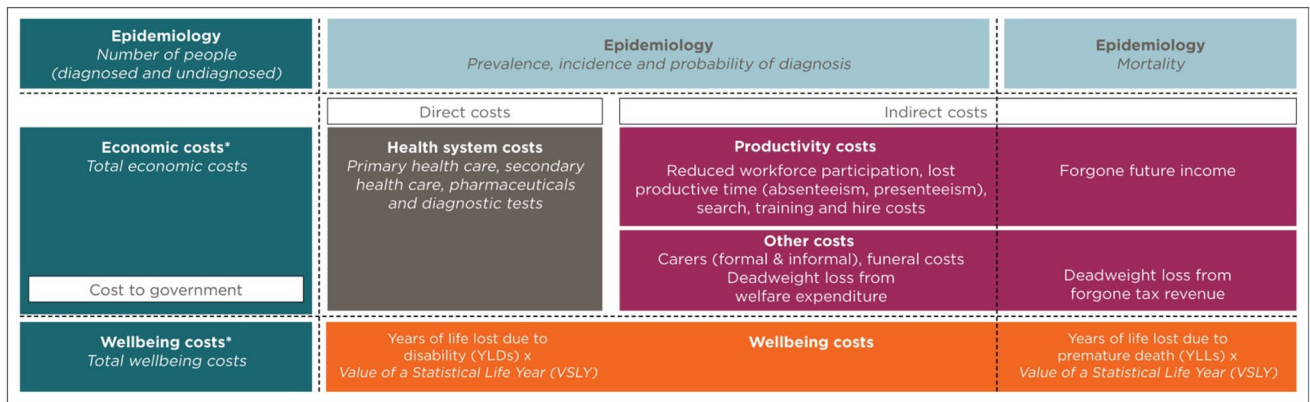 Epidemiology
Number of people
(diagnosed and undiagnosed)
Epidemiology
Prevalence, incidence and probability of diagnosis
Epidemiology
Mortality
Direct costs
Indirect costs
Economic costs*
Total economic costs
Cost to government
Health system costs
Primary health care, secondary
health care, pharmaceuticals
and diagnostic tests
Productivity costs
Reduced workforce participation, lost
productive time (absenteeism, presenteeism),
search, training and hire costs
Forgone future income
Other costs
Carers (formal & informal), funeral costs
Deadweight loss from
welfare expenditure
Deadweight loss from
forgone tax revenue
Wellbeing costs*
Total wellbeing costs
Years of life lost due to
disability (YLDs) x
Value of a Statistical Life Year (VSLY)
Wellbeing costs
Years of life lost due to
premature death (YLLs) x
Value of a Statistical Life Year (VSLY)